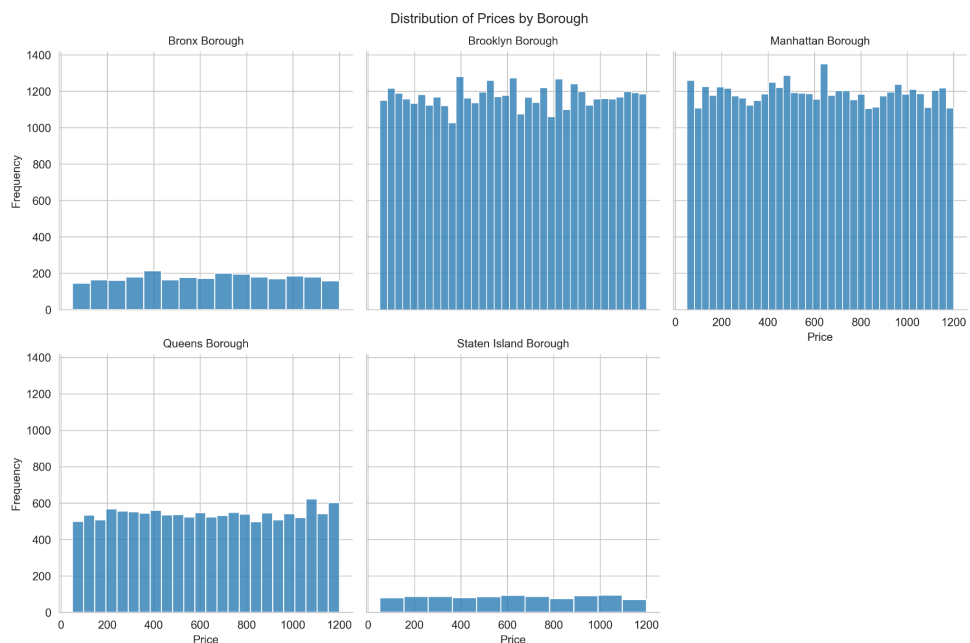 Distribution of Prices by Borough
Bronx Borough
Brooklyn Borough
Manhattan Borough
1400
1200
1000
800
600
400
200
0
Frequency
0 200 400 600 800 1000 1200
Price
Queens Borough
Staten Island Borough
1400
1200
1000
800
600
400
200
0
Frequency
0 200 400 600 800 1000 1200
Price
0 200 400 600 800 1000 1200
Price